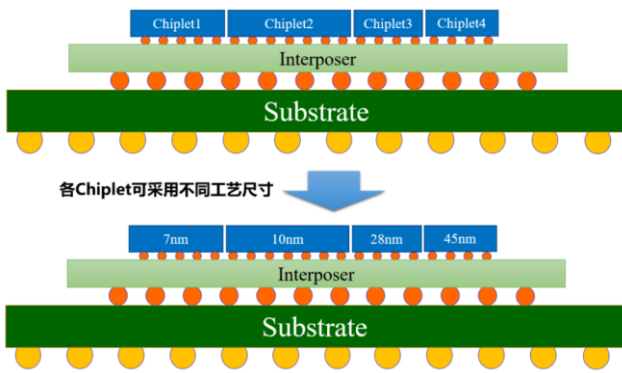 Chiplet1 Chiplet2 Chiplet3 Chiplet4
Interposer
Substrate
各Chiplet可采用不同工艺尺寸
7nm 10nm 28nm 45nm
Interposer
Substrate